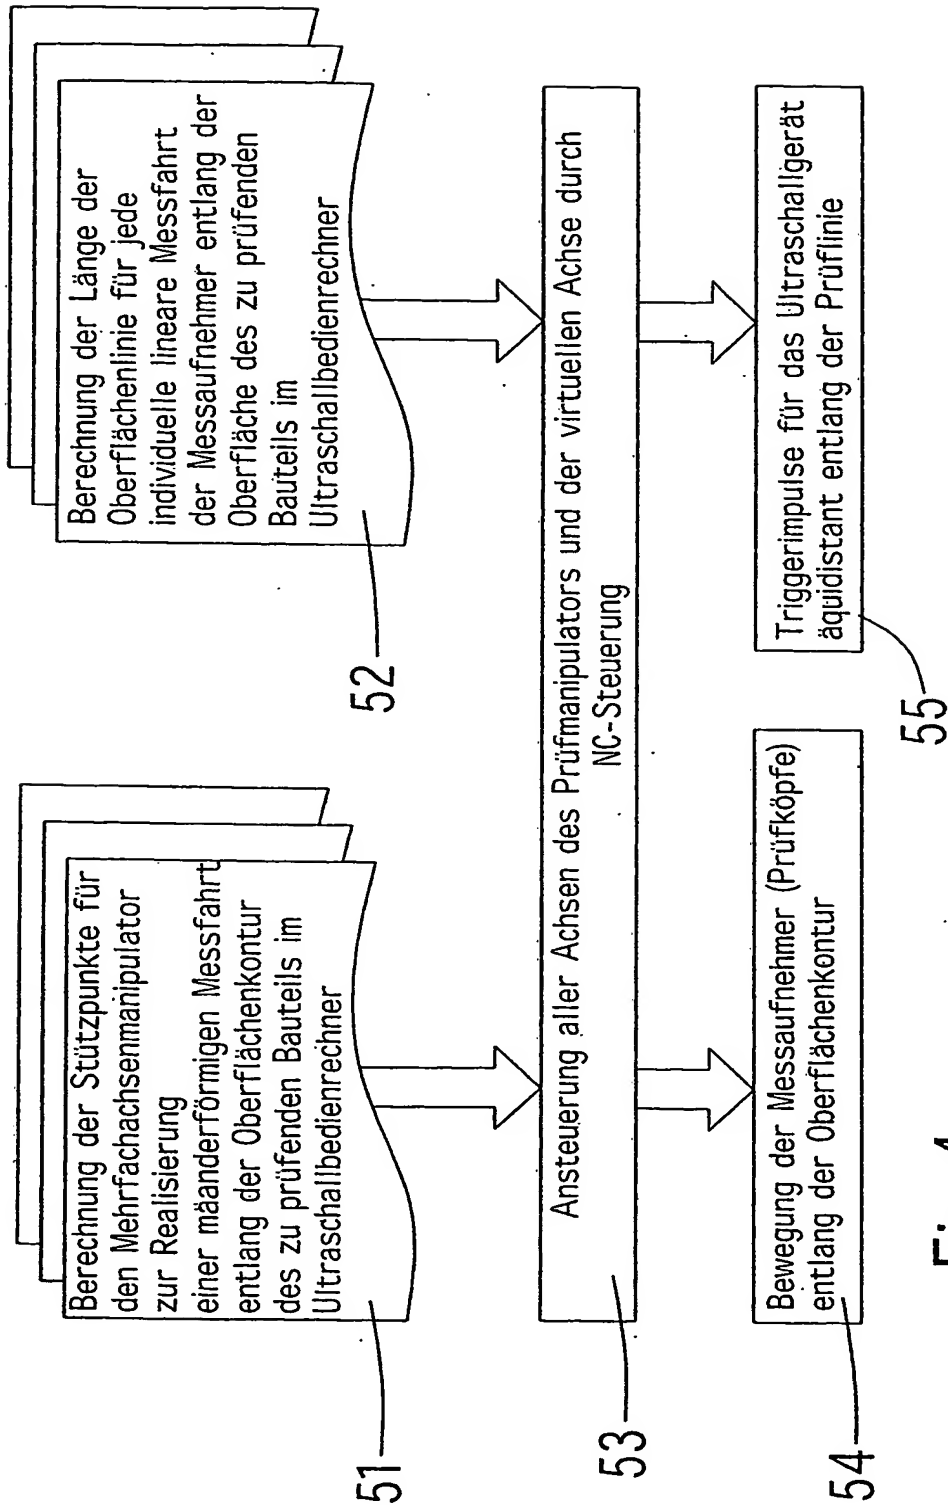 Berechnung der Stützpunkte für
den Mehrfachachsenmanipulator
zur Realisierung
einer mäanderförmigen Messfahrt
entlang der Oberflächenkontur
des zu prüfenden Bauteils im
Ultraschallbedienrechner
51
Berechnung der Länge der
Oberflächenlinie für jede
individuelle lineare Messfahrt
der Messaufnehmer entlang der
Oberfläche des zu prüfenden
Bauteils im
Ultraschallbedienrechner
52
Ansteuerung aller Achsen des Prüfmanipulators und der virtuellen Achse durch
NC-Steuerung
53
Bewegung der Messaufnehmer (Prüfköpfe)
entlang der Oberflächenkontur
54
Triggerimpulse für das Ultraschallgerät
äquidistant entlang der Prüflinie
55